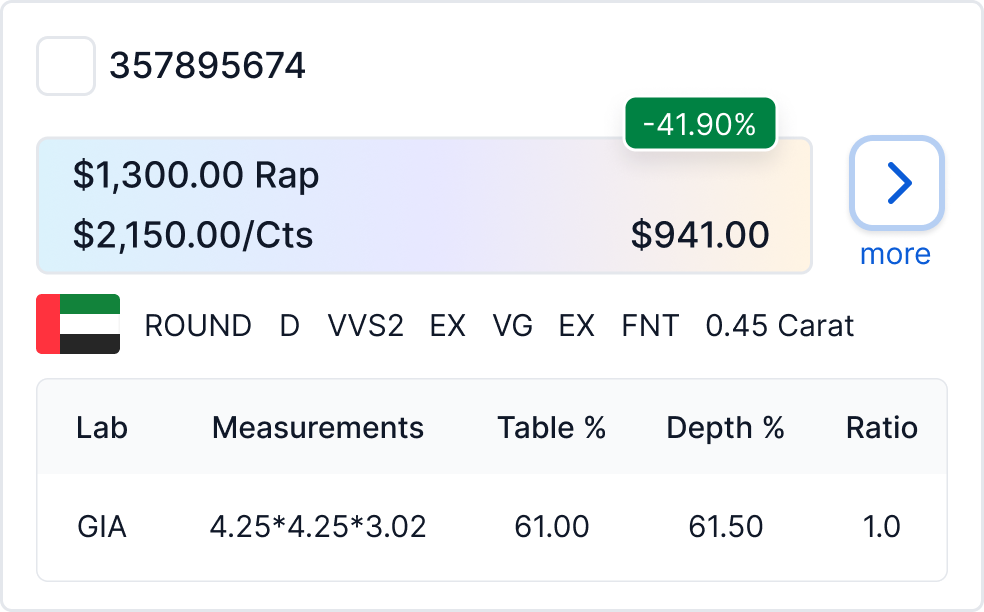 357895674
-41.90%
$1,300.00 Rap
$2,150.00/Cts $941.00
more
ROUND D VVS2 EX VG EX FNT 0.45 Carat
Lab Measurements Table % Depth % Ratio
GIA 4.25*4.25*3.02 61.00 61.50 1.0